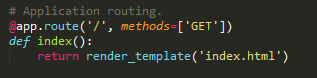 # Application routing.
@app.route('/', methods=['GET'])
def index():
    return render_template('index.html')